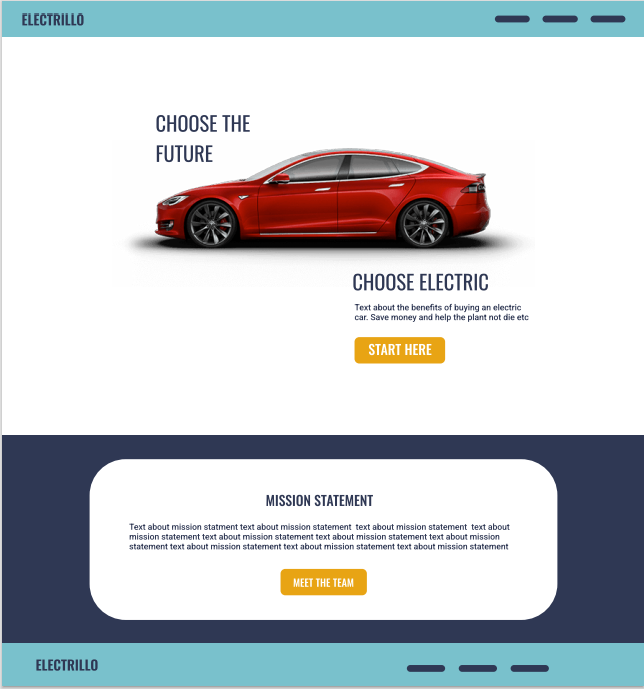 ELECTRILLO
CHOOSE THE
FUTURE
CHOOSE ELECTRIC
Text about the benefits of buying an electric
car. Save money and help the plant not die etc
START HERE
MISSION STATEMENT
Text about mission statment text about mission statement  text about mission statement  text about
mission statement text about mission statement text about mission statement text about mission
statement text about mission statement text about mission statement text about mission statement
MEET THE TEAM
ELECTRILLO